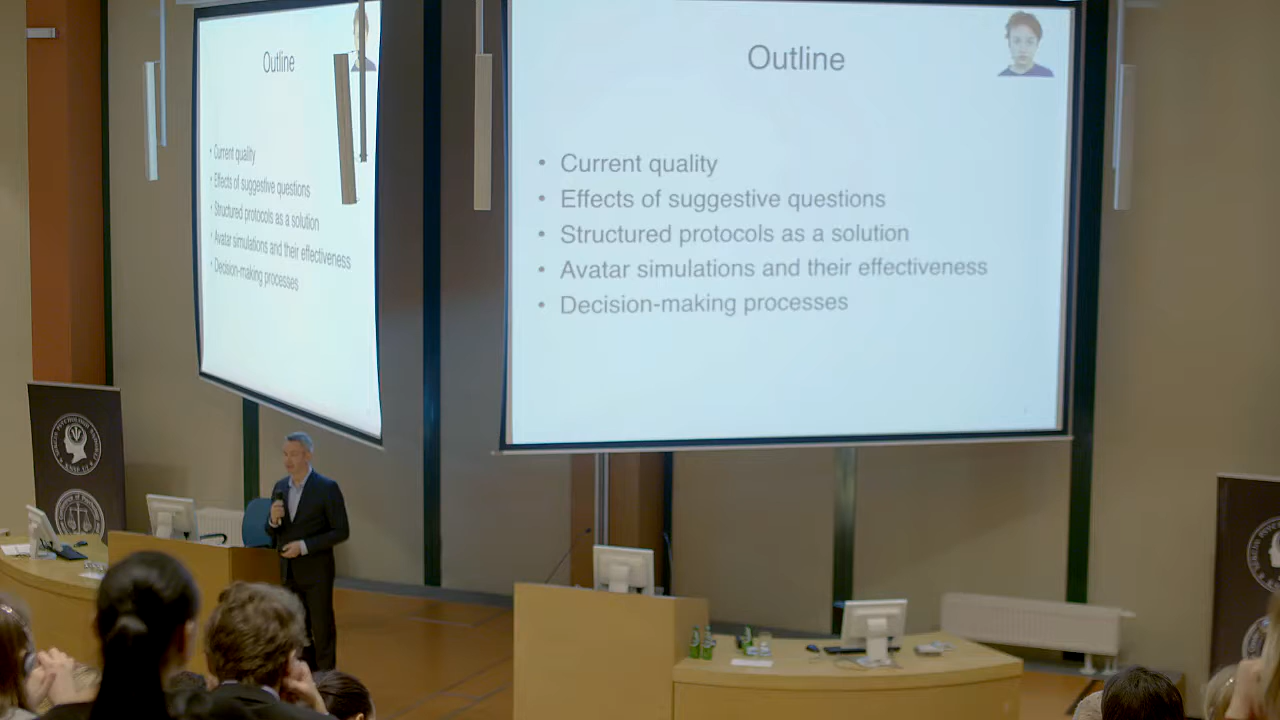 Outline
• Current quality
• Effects of suggestive questions
• Structured protocols as a solution
• Avatar simulations and their effectiveness
• Decision-making processes
Outline
• Current quality
• Effects of suggestive questions
• Structured protocols as a solution
• Avatar simulations and their effectiveness
• Decision-making processes